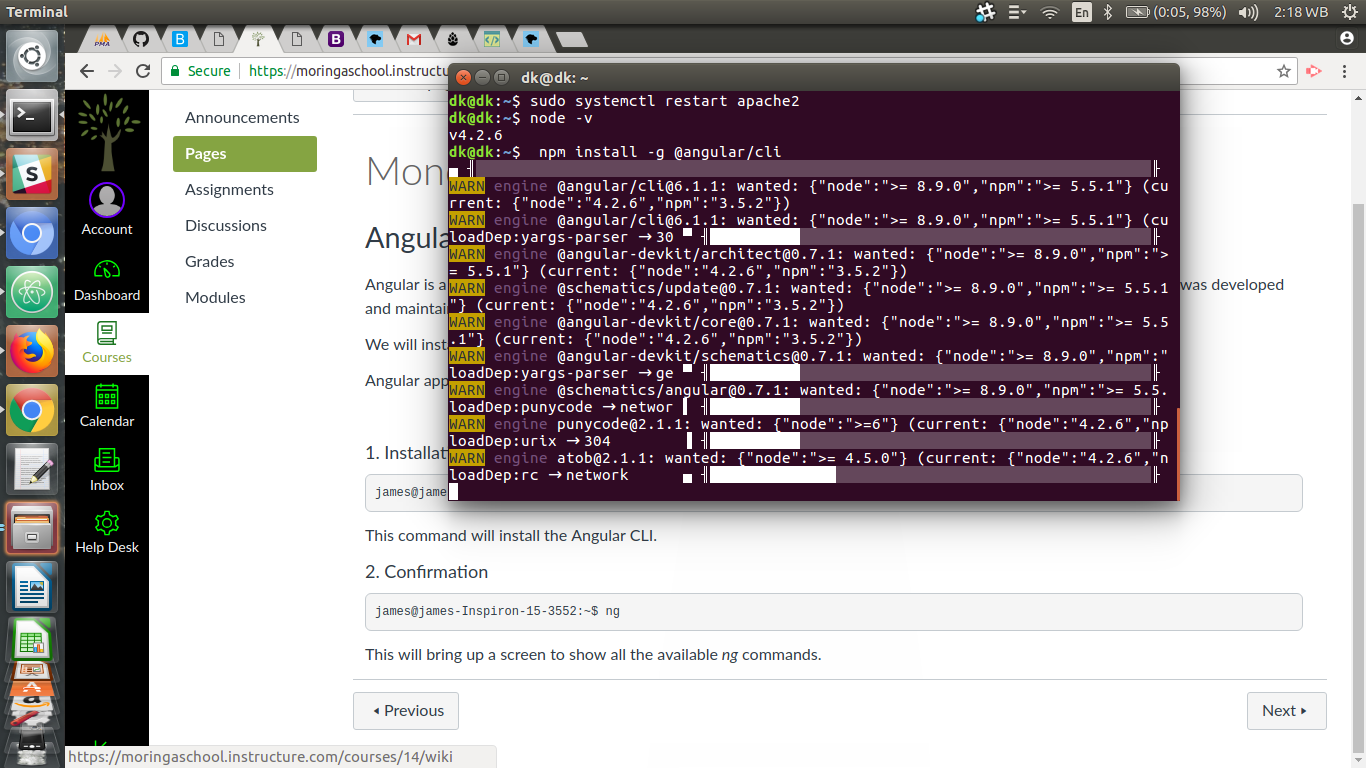 Terminal
En
(0:05, 98%)
2:18 WB
PMA
Secure
https://moringaschool.instructu
dk@dk: ~
dk@dk:~$ sudo systemctl restart apache2
dk@dk:~$ node -v
v4.2.6
dk@dk:~$  npm install -g @angular/cli
WARN engine @angular/cli@6.1.1: wanted: {"node":">= 8.9.0","npm":">= 5.5.1"} (cu
rrent: {"node":"4.2.6","npm":"3.5.2"})
WARN engine @angular/cli@6.1.1: wanted: {"node":">= 8.9.0","npm":">= 5.5.1"} (cu
loadDep:yargs-parser → 30
WARN engine @angular-devkit/architect@0.7.1: wanted: {"node":">= 8.9.0","npm":">
= 5.5.1"} (current: {"node":"4.2.6","npm":"3.5.2"})
WARN engine @schematics/update@0.7.1: wanted: {"node":">= 8.9.0","npm":">= 5.5.1
"} (current: {"node":"4.2.6","npm":"3.5.2"})
WARN engine @angular-devkit/core@0.7.1: wanted: {"node":">= 8.9.0","npm":">= 5.5
.1"} (current: {"node":"4.2.6","npm":"3.5.2"})
WARN engine @angular-devkit/schematics@0.7.1: wanted: {"node":">= 8.9.0","npm":"
loadDep:yargs-parser → ge
WARN engine @schematics/angular@0.7.1: wanted: {"node":">= 8.9.0","npm":">= 5.5.
loadDep:punycode → networ
WARN engine punycode@2.1.1: wanted: {"node":">=6"} (current: {"node":"4.2.6","np
loadDep:urix → 304
WARN engine atob@2.1.1: wanted: {"node":">= 4.5.0"} (current: {"node":"4.2.6","n
loadDep:rc → network
Account
Dashboard
Courses
Calendar
Inbox
Help Desk
Announcements
Pages
Assignments
Discussions
Grades
Modules
Mon
Angula
Angular is a
was developed
and maintai
We will inst
Angular app
1. Installat
james@jame
This command will install the Angular CLI.
2. Confirmation
james@james-Inspiron-15-3552:~$ ng
This will bring up a screen to show all the available ng commands.
Previous
Next
https://moringaschool.instructure.com/courses/14/wiki